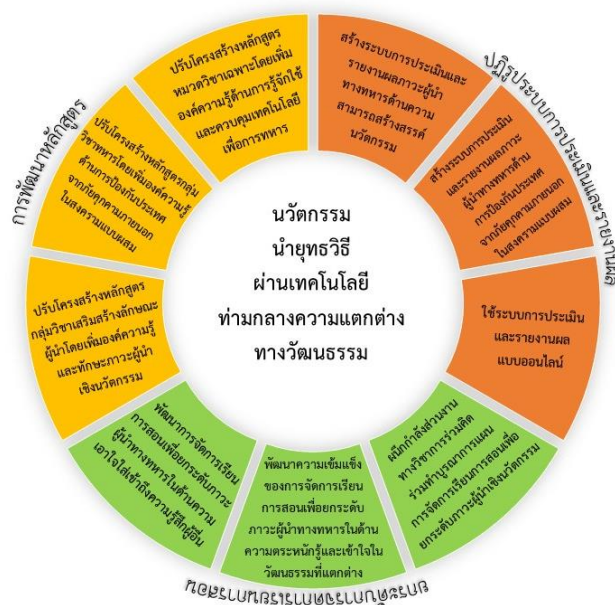 นวัตกรรม
นำยุทธวิธี
ผ่านเทคโนโลยี
ท่ามกลางความแตกต่าง
ทางวัฒนธรรม
การพัฒนาหลักสูตร
ปรับโครงสร้างหลักสูตร
หมวดวิชาเฉพาะโดยเพิ่ม
องค์ความรู้ด้านการรู้จักใช้
และควบคุมเทคโนโลยี
เพื่อการทหาร
ปรับโครงสร้างหลักสูตรกลุ่ม
วิชาทหารโดยเพิ่มองค์ความรู้
ด้านการป้องกันประเทศ
จากภัยคุกคามภายนอก
ในสงครามแบบผสม
ปรับโครงสร้างหลักสูตร
กลุ่มวิชาเสริมสร้างลักษณะ
ผู้นำโดยเพิ่มองค์ความรู้
และทักษะภาวะผู้นำ
เชิงนวัตกรรม
ปฏิรูประบบการประเมินและรายงานผล
สร้างระบบการประเมินและ
รายงานผลภาวะผู้นำ
ทางทหารด้านความ
สามารถสร้างสรรค์
นวัตกรรม
สร้างระบบการประเมิน
และรายงานผลภาวะ
ผู้นำทางทหารด้าน
การป้องกันประเทศ
จากภัยคุกคามภายนอก
ในสงครามแบบผสม
ใช้ระบบการประเมิน
และรายงานผล
แบบออนไลน์
ยกระดับการจัดการเรียนการสอน
ผนึกกำลังส่วนงาน
ทางวิชาการร่วมคิด
ร่วมทำบูรณาการแผน
การจัดการเรียนการสอนเพื่อ
ยกระดับภาวะผู้นำเชิงนวัตกรรม
พัฒนาความเข้มแข็ง
ของการจัดการเรียน
การสอนเพื่อยกระดับ
ภาวะผู้นำทางทหารในด้าน
ความตระหนักรู้และเข้าใจใน
วัฒนธรรมที่แตกต่าง
พัฒนาการจัดการเรียน
การสอนเพื่อยกระดับภาวะ
ผู้นำทางทหารในด้านความ
เอาใจใส่เข้าถึงความรู้สึกผู้อื่น